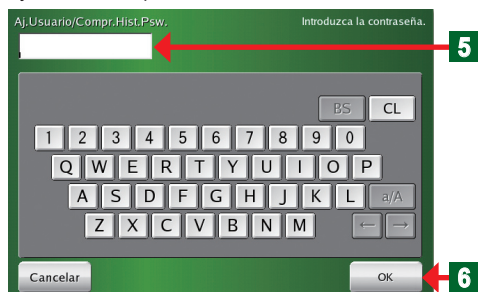 Aj.Usuario/Compr.Hist.Psw. Introduzca la contraseña.
5
BS CL
1 2 3 4 5 6 7 8 9 0
Q W E R T Y U I O P
A S D F G H J K L a/A
Z X C V B N M ← →
Cancelar OK 6